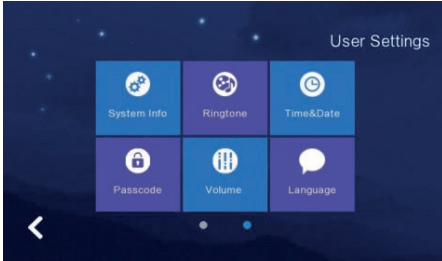 User Settings
System Info
Ringtone
Time&Date
Passcode
Volume
Language